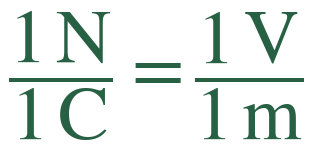 1 N / 1 C = 1 V / 1 m